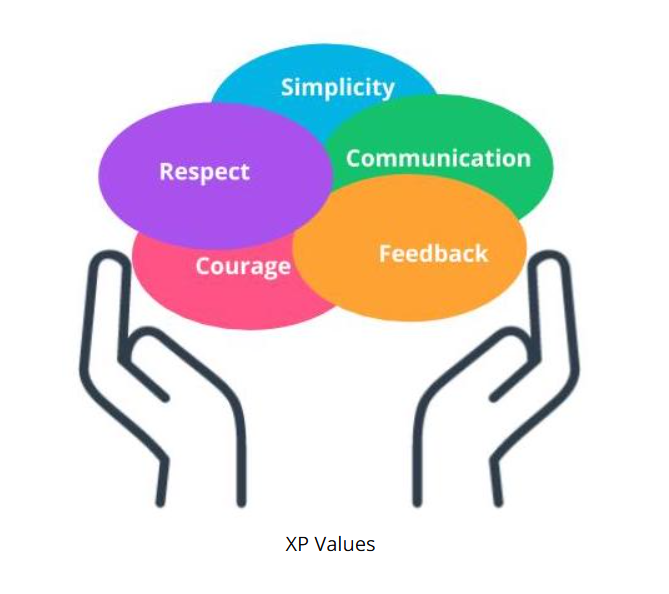 Simplicity
Communication
Respect
Feedback
Courage
XP Values